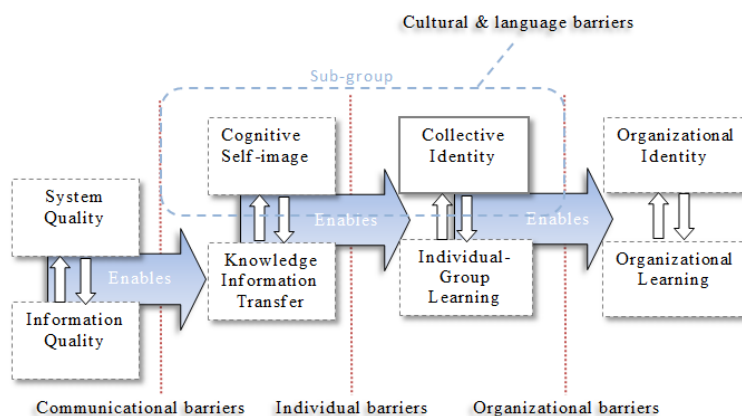 Cultural & language barriers
Sub-group
Cognitive
Self-image
Collective
Identity
Organizational
Identity
System
Quality
Enables
Enables
Enables
Knowledge
Information
Transfer
Individual-
Group
Learning
Organizational
Learning
Information
Quality
Communicational barriers
Individual barriers
Organizational barriers